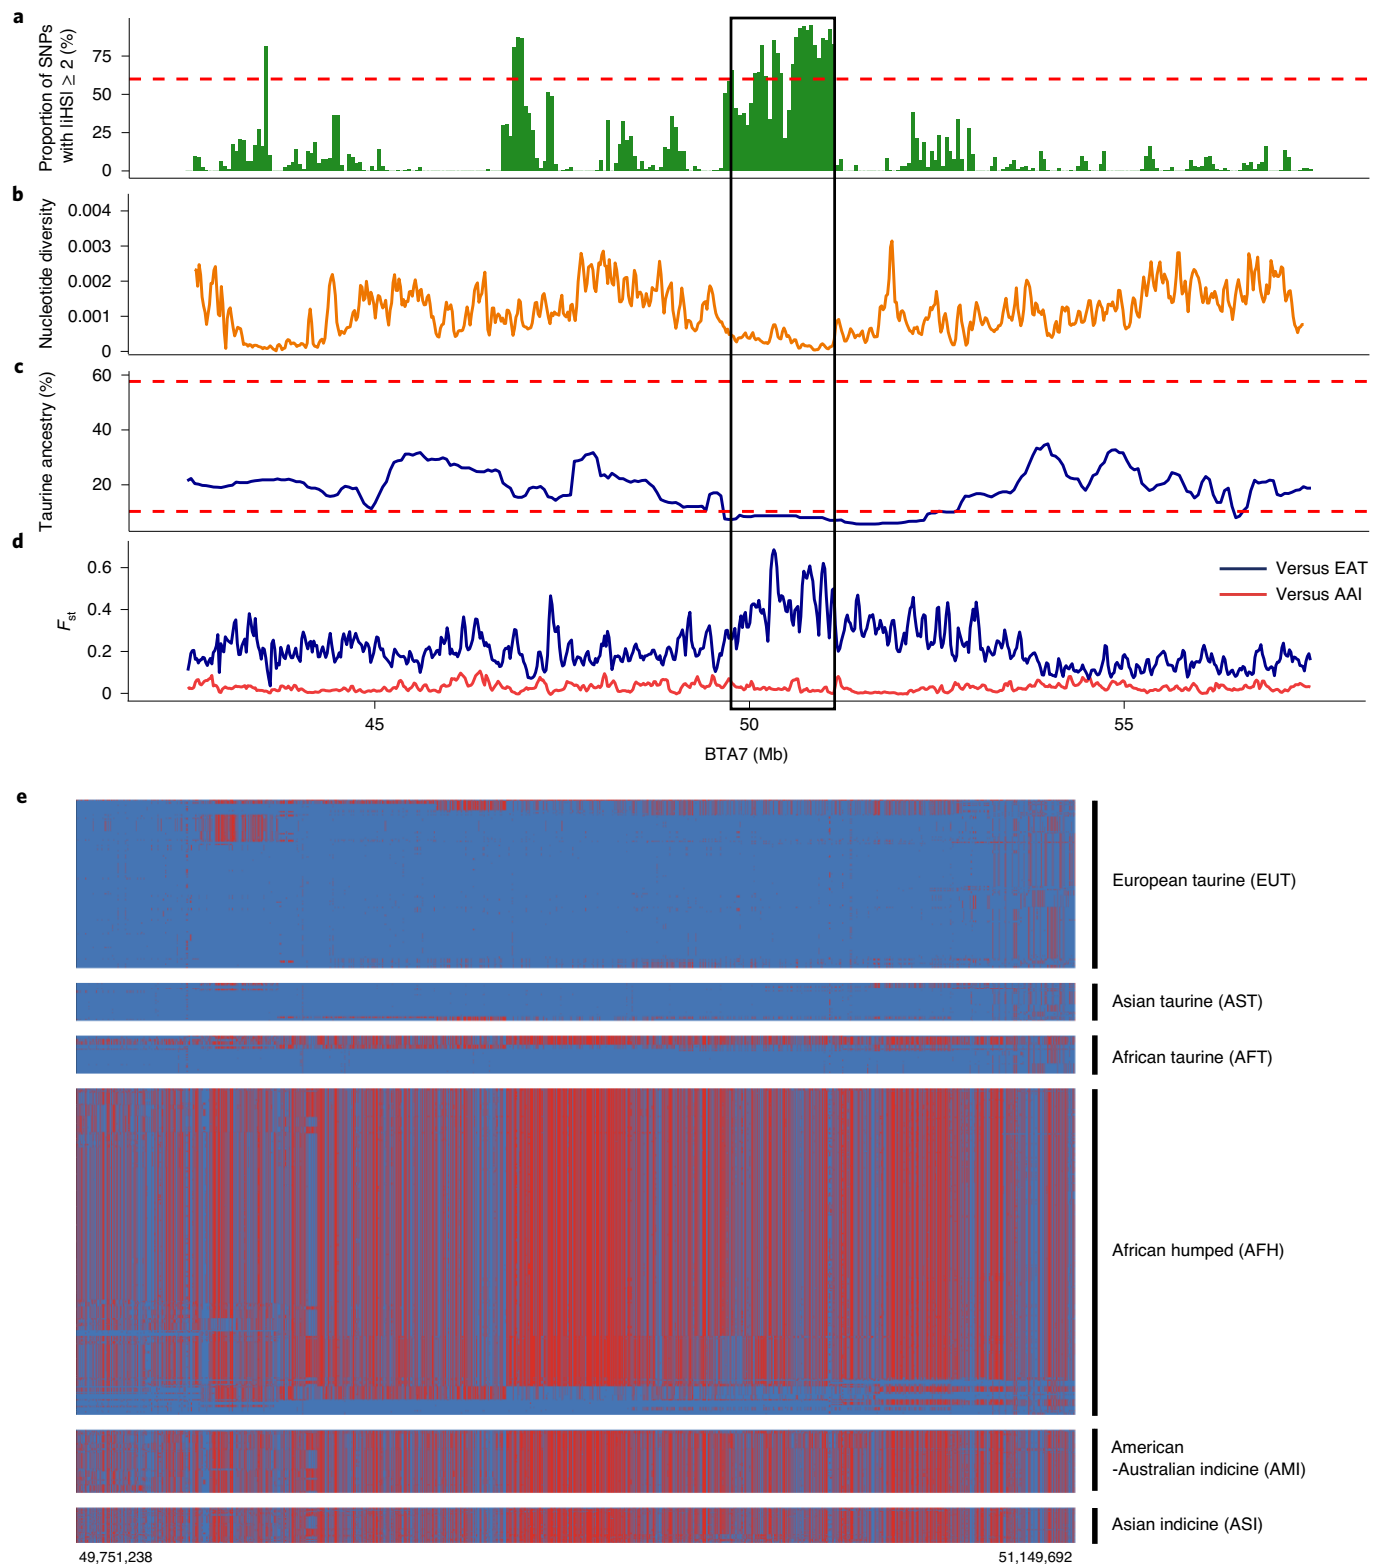 a
Proportion of SNPs
with |iHS| ≥ 2 (%)
75
50
25
0
b
Nucleotide diversity
0.004
0.003
0.002
0.001
0
c
Taurine ancestry (%)
60
40
20
d
Fst
0.6
0.4
0.2
0
Versus EAT
Versus AAI
45
50
55
BTA7 (Mb)
e
European taurine (EUT)
Asian taurine (AST)
African taurine (AFT)
African humped (AFH)
American
-Australian indicine (AMI)
Asian indicine (ASI)
49,751,238
51,149,692